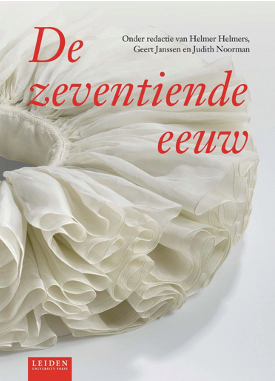 De
Onder redactie van Helmer Helmers,
Geert Janssen en Judith Noorman
zeventiende
eeuw
LEIDEN
UNIVERSITY PRESS